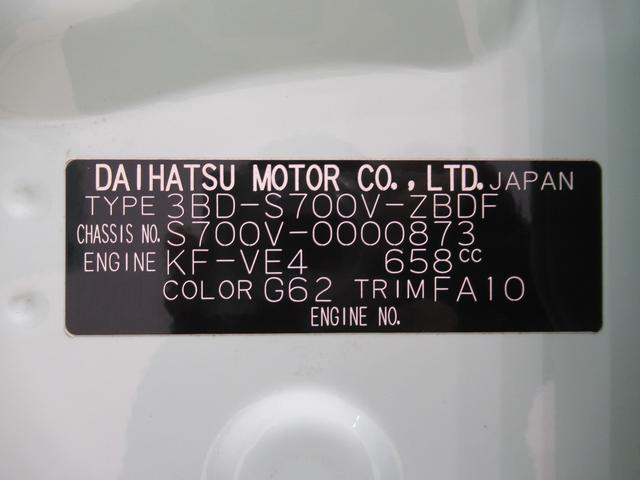 DAIHATSU MOTOR CO., LTD. JAPAN
TYPE 3BD-S700V-ZBDF
CHASSIS NO. S700V-0000873
ENGINE KF-VE4 658cc
COLOR G62 TRIM FA10
ENGINE NO.